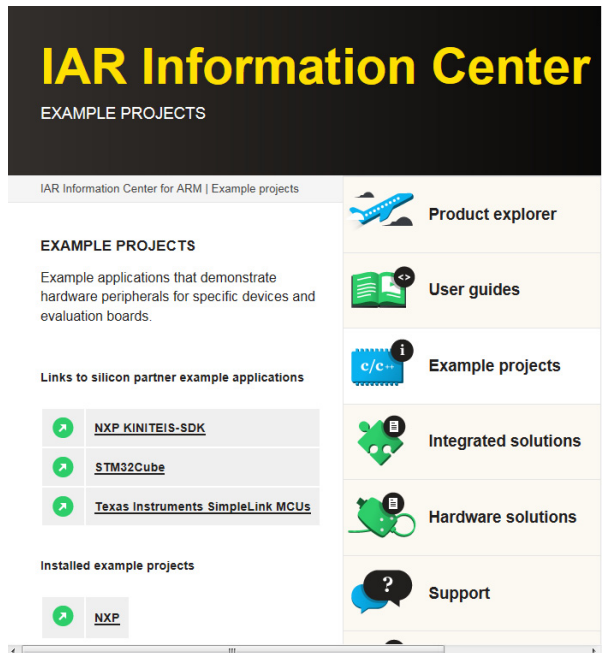 IAR Information Center
EXAMPLE PROJECTS
IAR Information Center for ARM | Example projects
EXAMPLE PROJECTS
Example applications that demonstrate
hardware peripherals for specific devices and
evaluation boards.
Links to silicon partner example applications
NXP KINITEIS-SDK
STM32Cube
Texas Instruments SimpleLink MCUs
Installed example projects
NXP
Product explorer
<>
User guides
i
c/c++
Example projects
Integrated solutions
Hardware solutions
?
Support